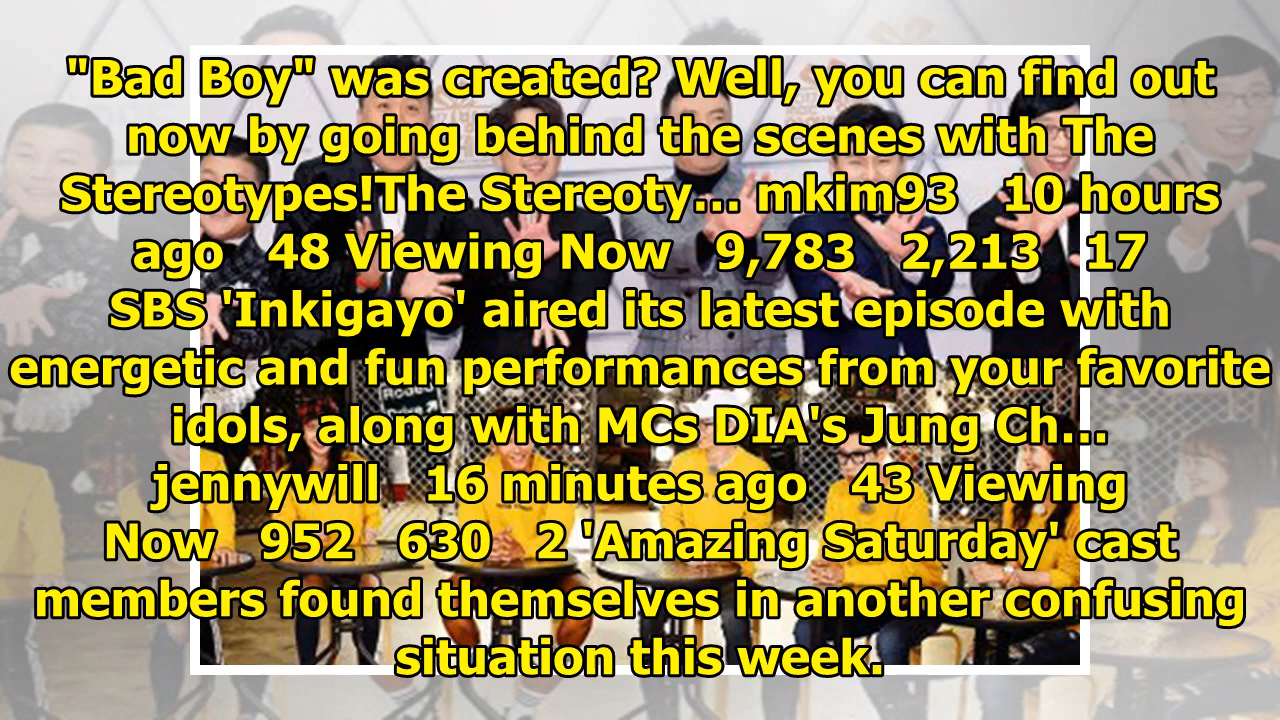 "Bad Boy" was created? Well, you can find out
now by going behind the scenes with The
Stereotypes!The Stereoty... mkim93 10 hours
ago 48 Viewing Now 9,783 2,213 17
SBS 'Inkigayo' aired its latest episode with
energetic and fun performances from your favorite
idols, along with MCs DIA's Jung Ch...
jennywill 16 minutes ago 43 Viewing
Now 952 630 2 'Amazing Saturday' cast
members found themselves in another confusing
situation this week.